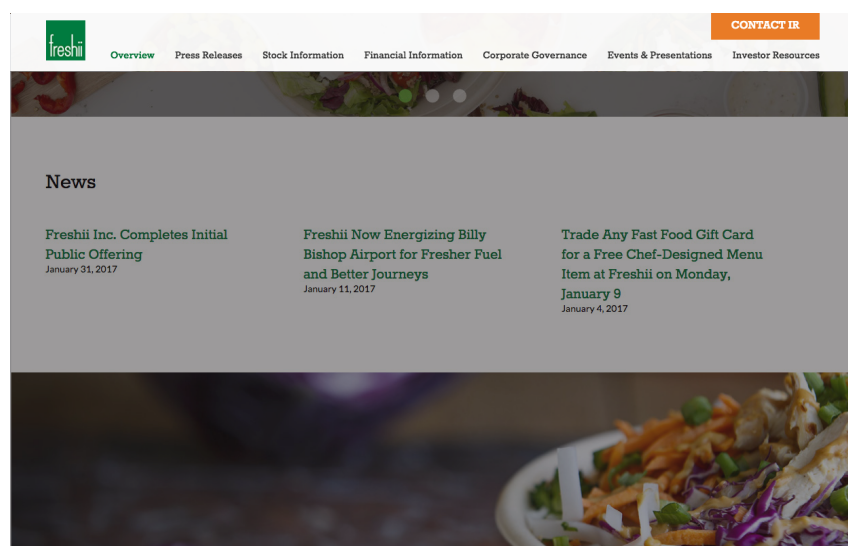 CONTACT IR
freshii
Overview Press Releases Stock Information Financial Information Corporate Governance Events & Presentations Investor Resources
News
Freshii Inc. Completes Initial
Public Offering
January 31, 2017
Freshii Now Energizing Billy
Bishop Airport for Fresher Fuel
and Better Journeys
January 11, 2017
Trade Any Fast Food Gift Card
for a Free Chef-Designed Menu
Item at Freshii on Monday,
January 9
January 4, 2017